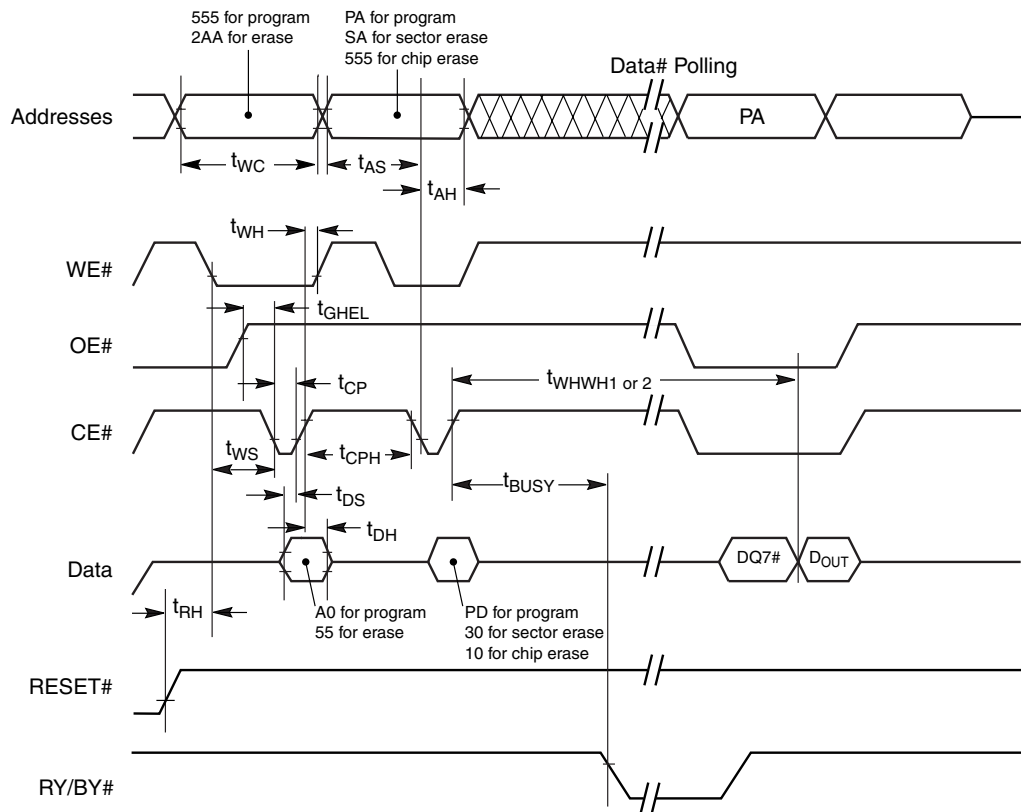 555 for program
2AA for erase
PA for program
SA for sector erase
555 for chip erase
Data# Polling
Addresses
PA
tWC
tAS
tAH
tWH
WE#
tGHEL
OE#
tCP
tWHWH1 or 2
CE#
tWS
tCPH
tBUSY
tDS
tDH
Data
DQ7#
DOUT
tRH
A0 for program
55 for erase
PD for program
30 for sector erase
10 for chip erase
RESET#
RY/BY#